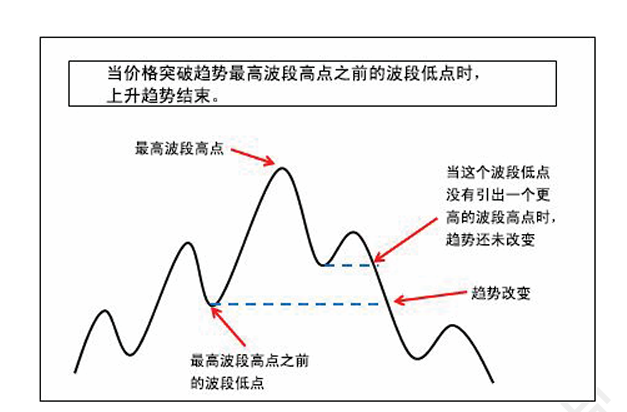 当价格突破趋势最高波段高点之前的波段低点时，
上升趋势结束。
最高波段高点
当这个波段低点
没有引出一个更
高的波段高点时，
趋势还未改变
趋势改变
最高波段高点之前
的波段低点